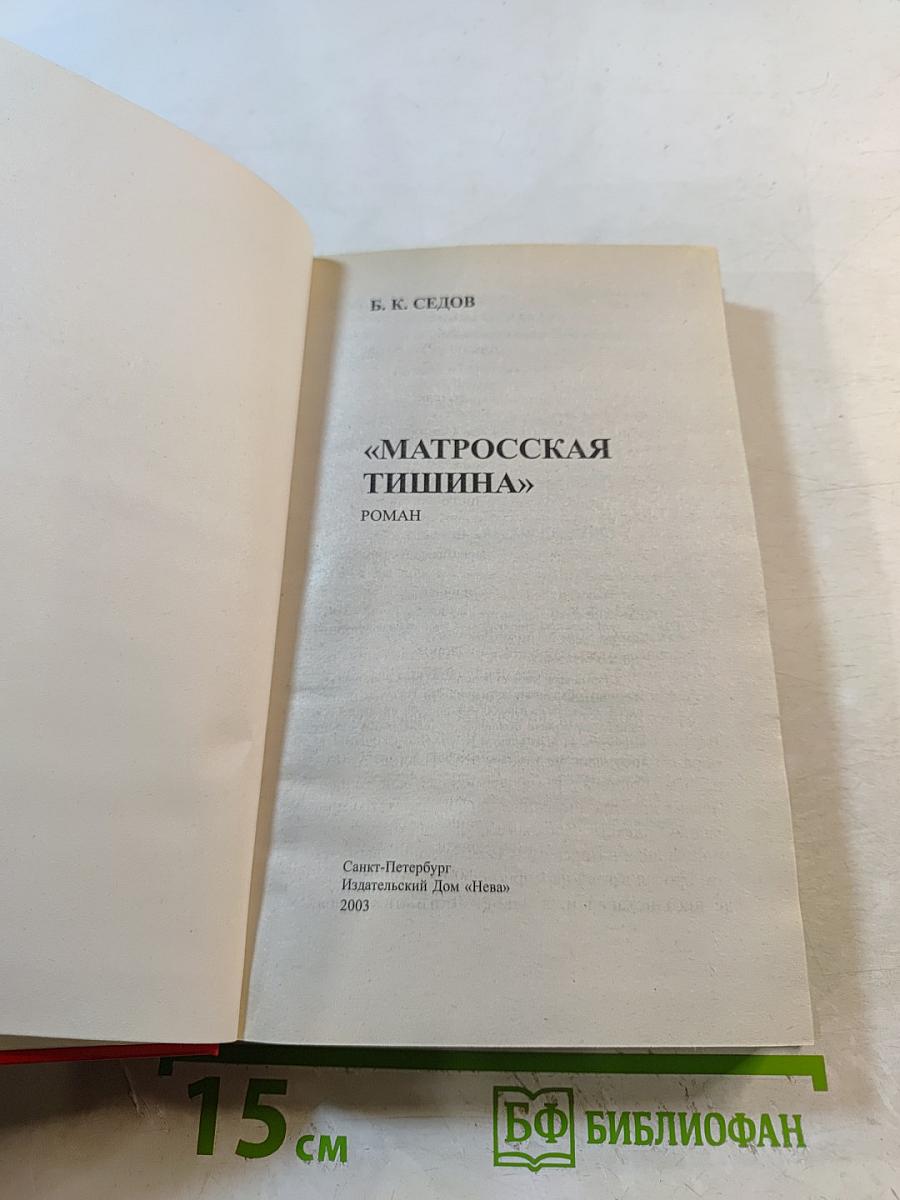 Б. К. СЕДОВ
«МАТРОССКАЯ
ТИШИНА»
РОМАН
Санкт-Петербург
Издательский Дом «Нева»
2003
15 см
БФ БИБЛИОФАН